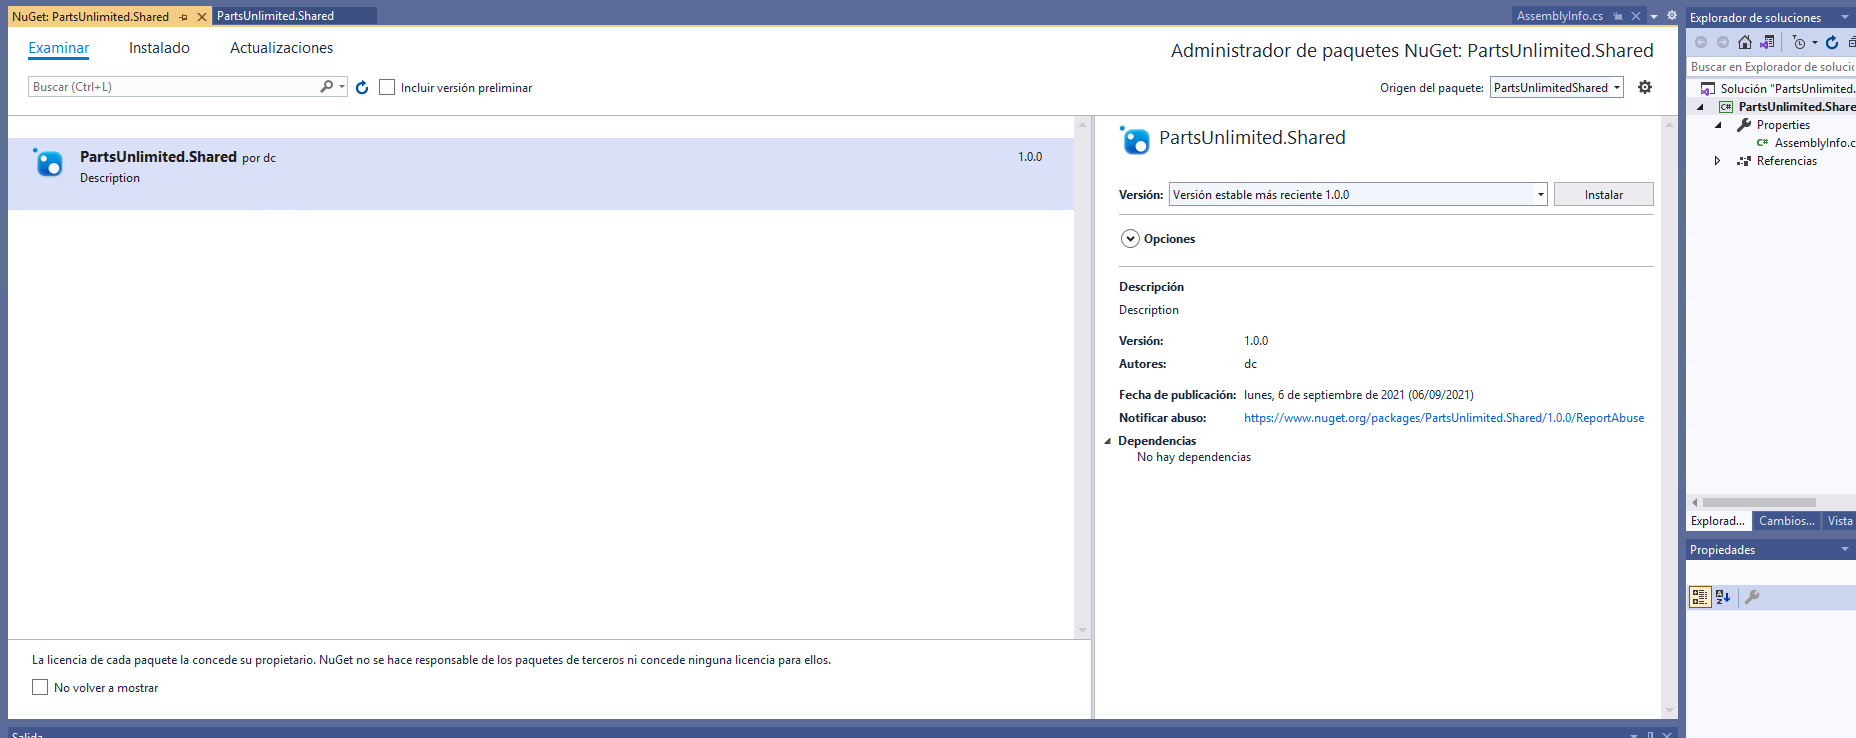 NuGet: PartsUnlimited.Shared
PartsUnlimited.Shared
AssemblyInfo.cs
Examinar
Instalado
Actualizaciones
Administrador de paquetes NuGet: PartsUnlimited.Shared
Buscar (Ctrl+L)
Incluir versión preliminar
Origen del paquete: PartsUnlimitedShared
PartsUnlimited.Shared por dc
1.0.0
Description
La licencia de cada paquete la concede su propietario. NuGet no se hace responsable de los paquetes de terceros ni concede ninguna licencia para ellos.
No volver a mostrar
PartsUnlimited.Shared
Versión: Versión estable más reciente 1.0.0
Instalar
Opciones
Descripción
Description
Versión: 1.0.0
Autores: dc
Fecha de publicación: lunes, 6 de septiembre de 2021 (06/09/2021)
Notificar abuso: https://www.nuget.org/packages/PartsUnlimited.Shared/1.0.0/ReportAbuse
Dependencias
No hay dependencias
Explorador de soluciones
Buscar en Explorador de soluci
Solución "PartsUnlimited.
C# PartsUnlimited.Share
Properties
C# AssemblyInfo.c
Referencias
Explorad...
Cambios...
Vista
Propiedades
Salida